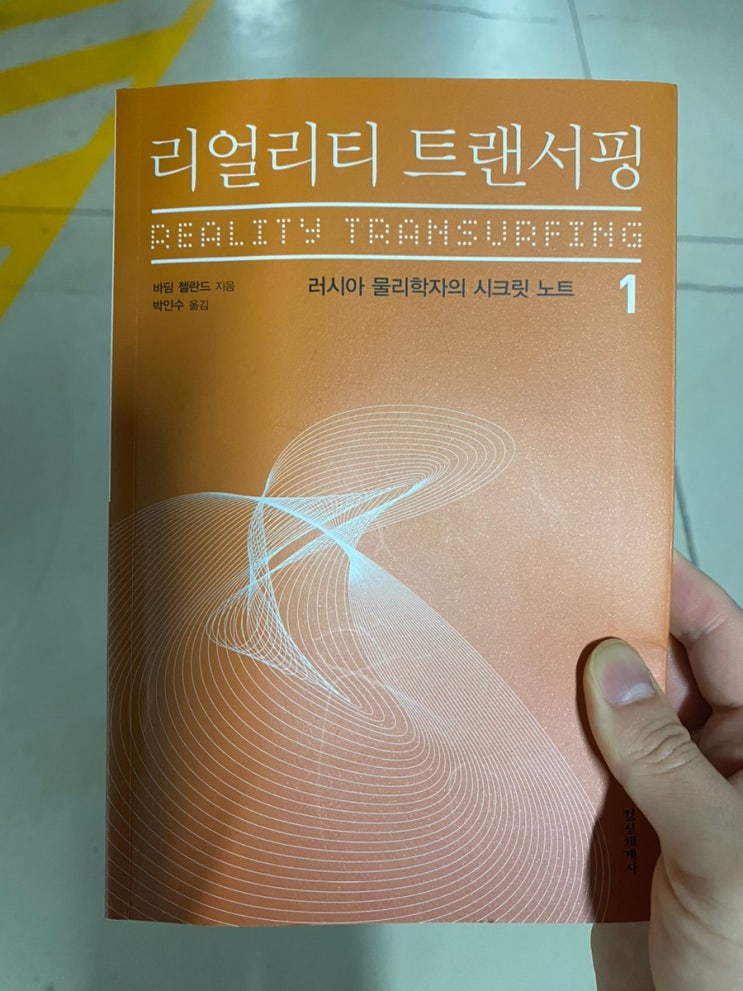 리얼리티 트랜서핑
REALITY TRANSURFING
바딤 젤란드 지음
박인수 옮김
러시아 물리학자의 시크릿 노트 1
정신세계사